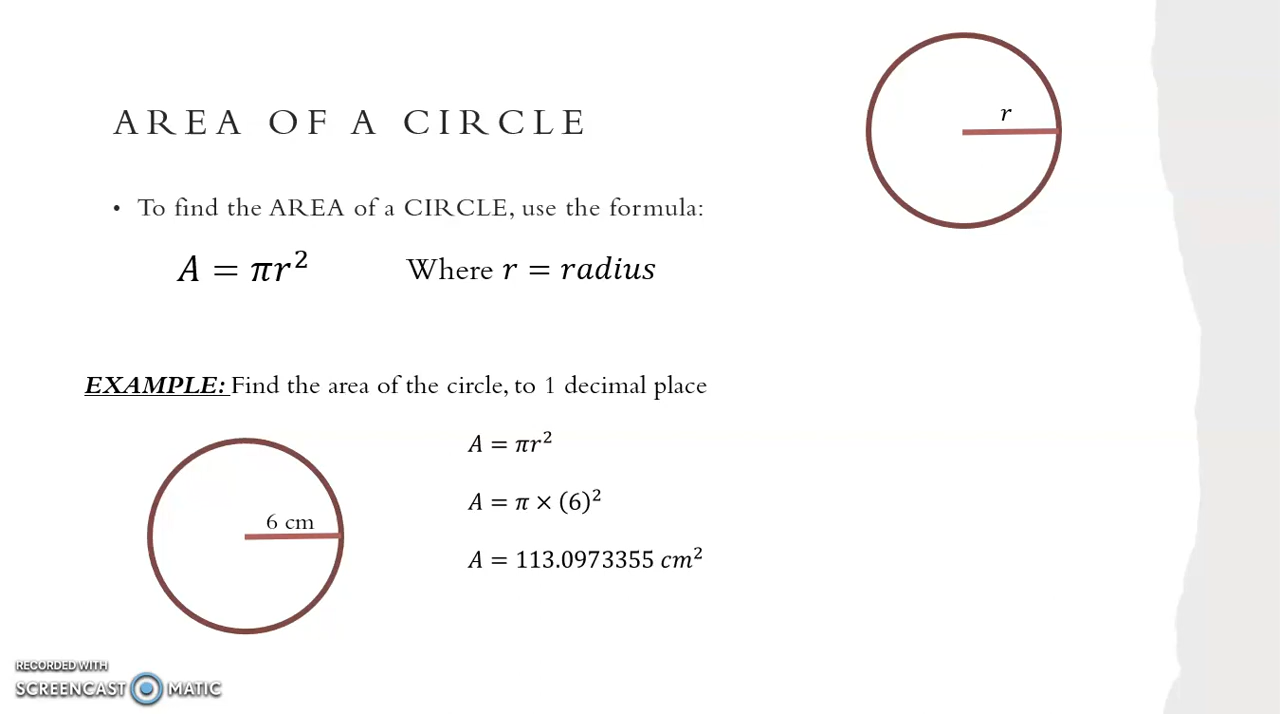 r
AREA OF A CIRCLE
• To find the AREA of a CIRCLE, use the formula:
A = πr² Where r = radius
EXAMPLE: Find the area of the circle, to 1 decimal place
A = πr²
A = π × (6)²
6 cm
A = 113.0973355 cm²
RECORDED WITH
SCREENCAST MATIC